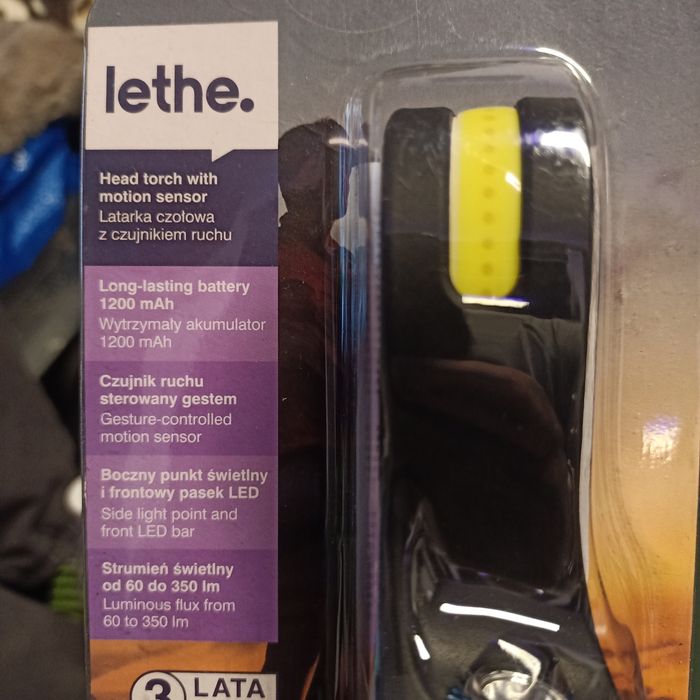 lethe.
Head torch with
motion sensor
Latarka czołowa
z czujnikiem ruchu
Long-lasting battery
1200 mAh
Wytrzymały akumulator
1200 mAh
Czujnik ruchu
sterowany gestem
Gesture-controlled
motion sensor
Boczny punkt świetlny
i frontowy pasek LED
Side light point and
front LED bar
Strumień świetlny
od 60 do 350 lm
Luminous flux from
60 to 350 lm
3 LATA